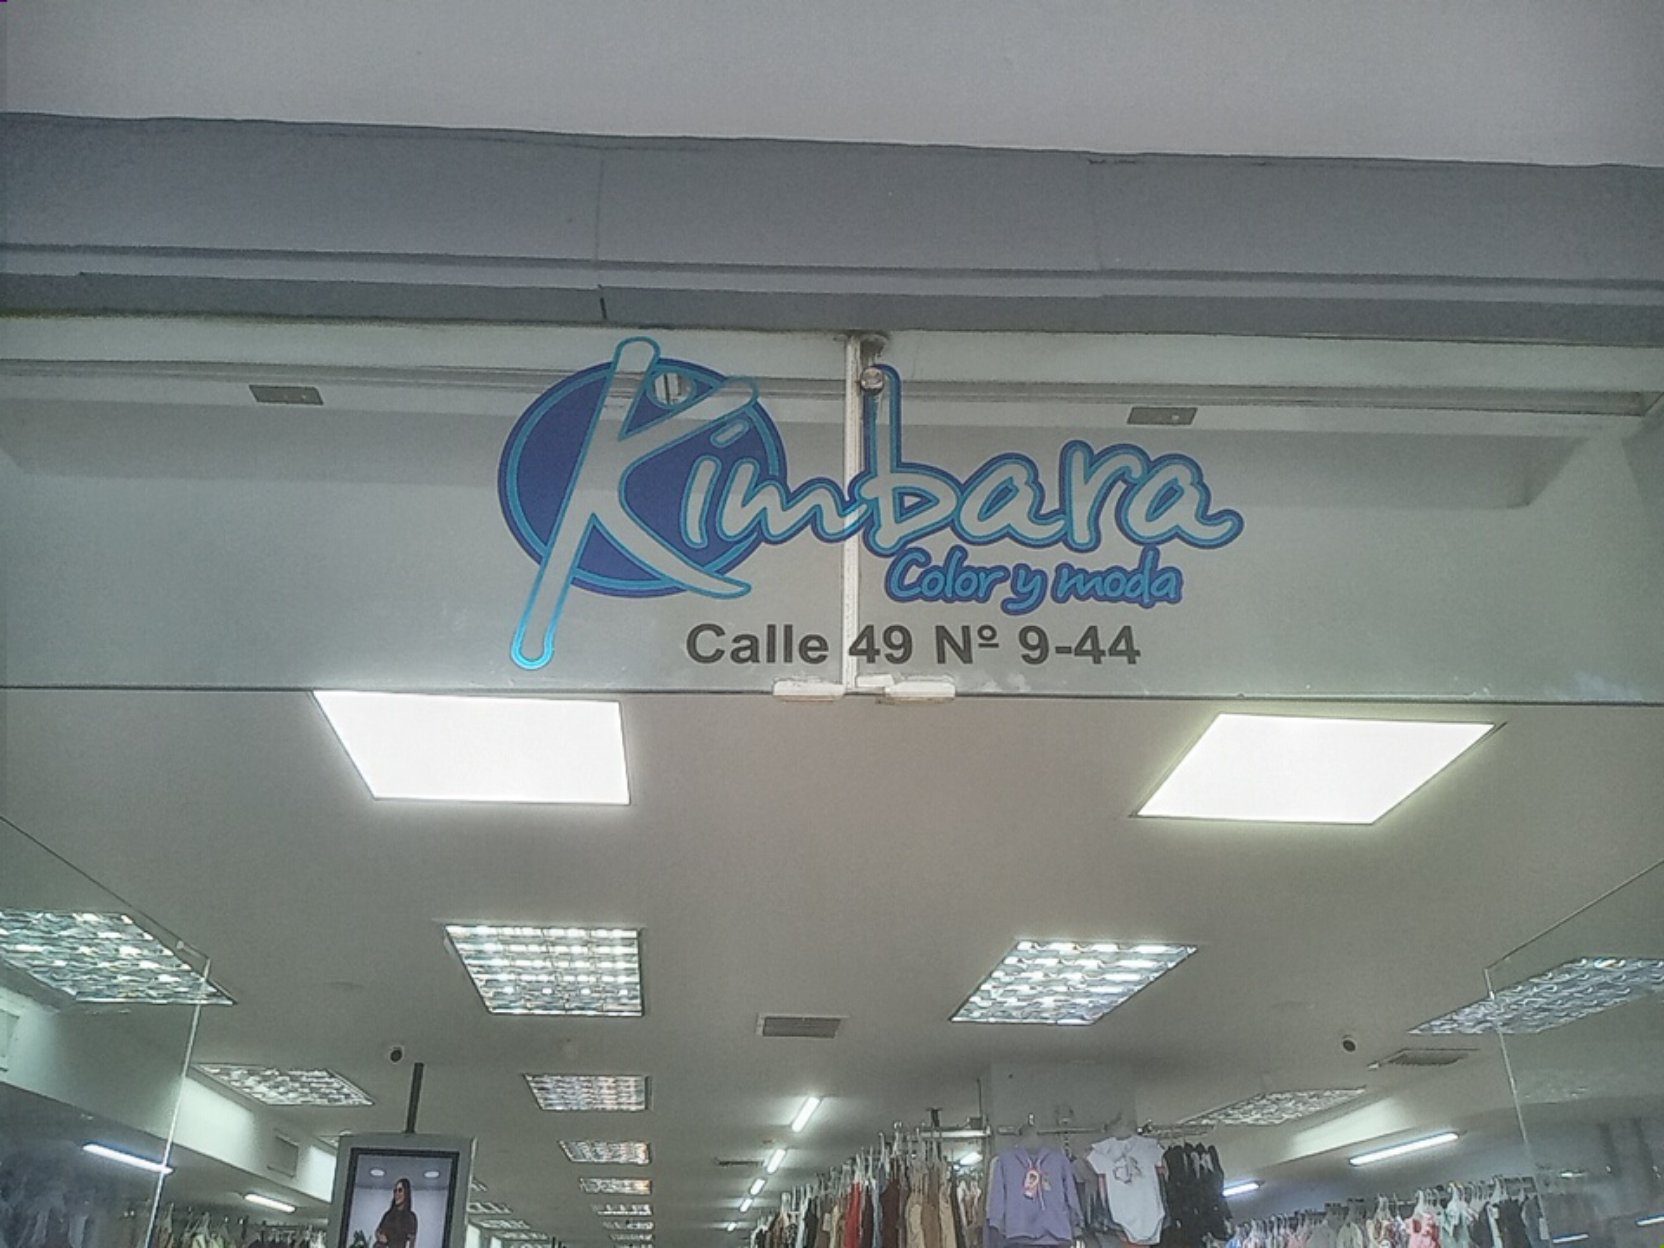 Kimbara
Color y moda
Calle 49 Nº 9-44